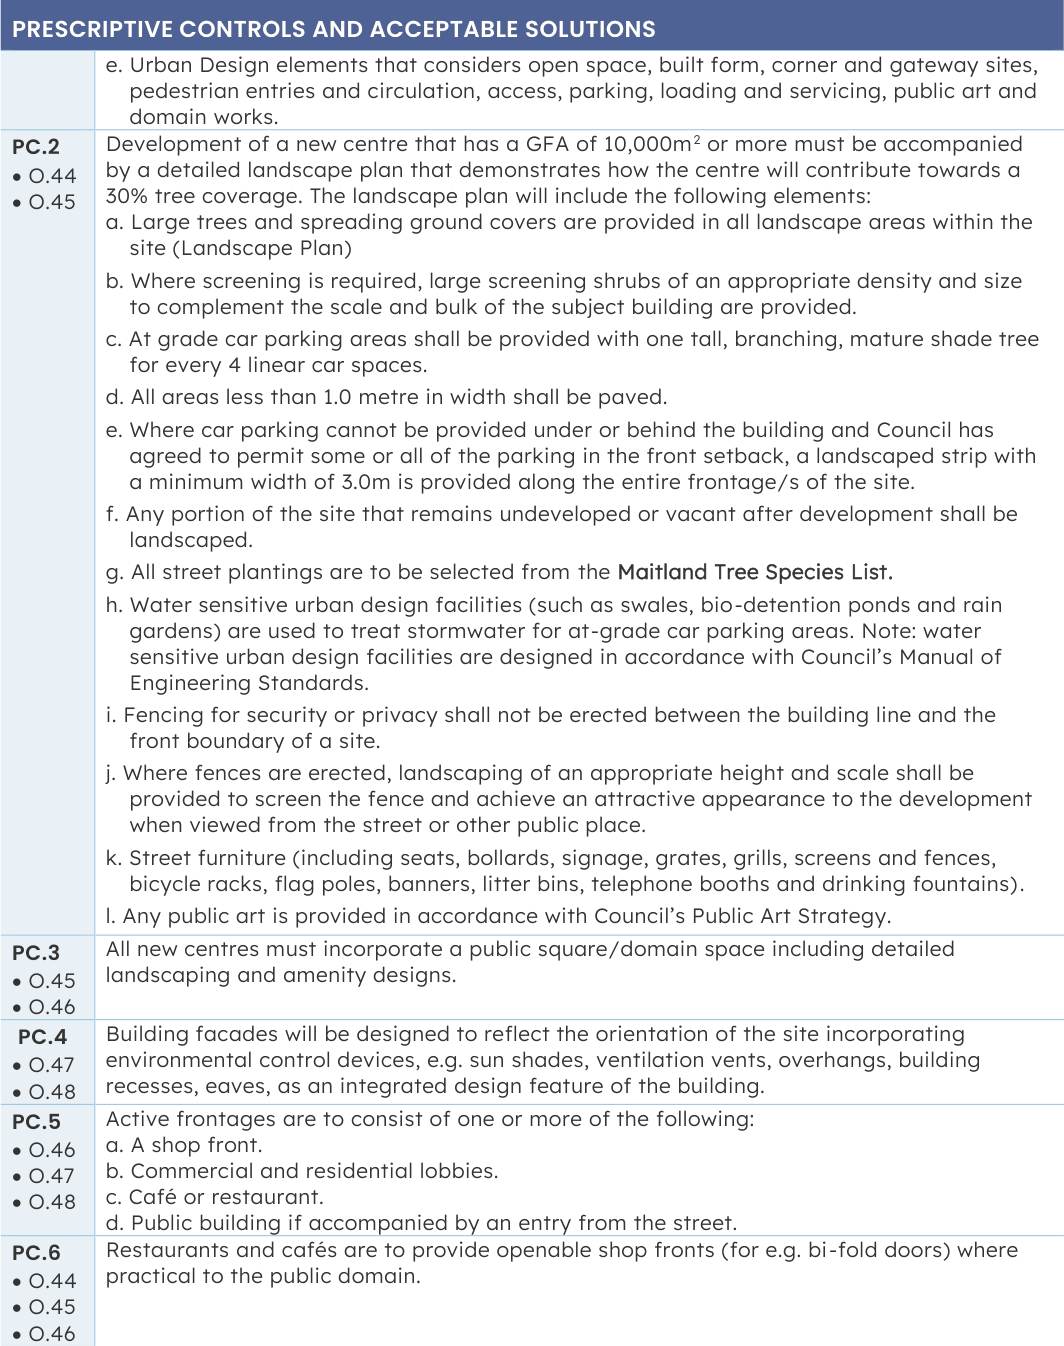 PRESCRIPTIVE CONTROLS AND ACCEPTABLE SOLUTIONS
e. Urban Design elements that considers open space, built form, corner and gateway sites,
pedestrian entries and circulation, access, parking, loading and servicing, public art and
domain works.
PC.2
• O.44
• O.45
Development of a new centre that has a GFA of 10,000m² or more must be accompanied
by a detailed landscape plan that demonstrates how the centre will contribute towards a
30% tree coverage. The landscape plan will include the following elements:
a. Large trees and spreading ground covers are provided in all landscape areas within the
site (Landscape Plan)
b. Where screening is required, large screening shrubs of an appropriate density and size
to complement the scale and bulk of the subject building are provided.
c. At grade car parking areas shall be provided with one tall, branching, mature shade tree
for every 4 linear car spaces.
d. All areas less than 1.0 metre in width shall be paved.
e. Where car parking cannot be provided under or behind the building and Council has
agreed to permit some or all of the parking in the front setback, a landscaped strip with
a minimum width of 3.0m is provided along the entire frontage/s of the site.
f. Any portion of the site that remains undeveloped or vacant after development shall be
landscaped.
g. All street plantings are to be selected from the Maitland Tree Species List.
h. Water sensitive urban design facilities (such as swales, bio-detention ponds and rain
gardens) are used to treat stormwater for at-grade car parking areas. Note: water
sensitive urban design facilities are designed in accordance with Council's Manual of
Engineering Standards.
i. Fencing for security or privacy shall not be erected between the building line and the
front boundary of a site.
j. Where fences are erected, landscaping of an appropriate height and scale shall be
provided to screen the fence and achieve an attractive appearance to the development
when viewed from the street or other public place.
k. Street furniture (including seats, bollards, signage, grates, grills, screens and fences,
bicycle racks, flag poles, banners, litter bins, telephone booths and drinking fountains).
l. Any public art is provided in accordance with Council's Public Art Strategy.
PC.3
• O.45
• O.46
All new centres must incorporate a public square/domain space including detailed
landscaping and amenity designs.
PC.4
• O.47
• O.48
Building facades will be designed to reflect the orientation of the site incorporating
environmental control devices, e.g. sun shades, ventilation vents, overhangs, building
recesses, eaves, as an integrated design feature of the building.
PC.5
• O.46
• O.47
• O.48
Active frontages are to consist of one or more of the following:
a. A shop front.
b. Commercial and residential lobbies.
c. Café or restaurant.
d. Public building if accompanied by an entry from the street.
PC.6
• O.44
• O.45
• O.46
Restaurants and cafés are to provide openable shop fronts (for e.g. bi-fold doors) where
practical to the public domain.